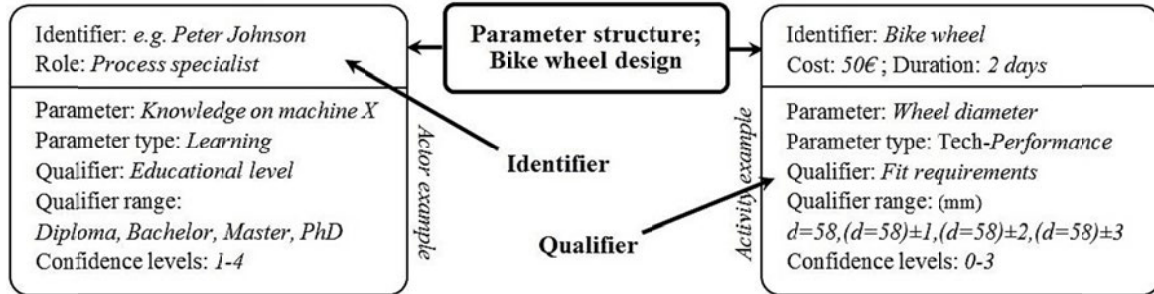 Identifier: e.g. Peter Johnson
Role: Process specialist
Parameter: Knowledge on machine X
Parameter type: Learning
Qualifier: Educational level
Qualifier range:
Diploma, Bachelor, Master, PhD
Confidence levels: 1-4
Actor example
Parameter structure;
Bike wheel design
Identifier
Qualifier
Activity example
Identifier: Bike wheel
Cost: 50€ ; Duration: 2 days
Parameter: Wheel diameter
Parameter type: Tech-Performance
Qualifier: Fit requirements
Qualifier range: (mm)
d=58,(d=58)±1,(d=58)±2,(d=58)±3
Confidence levels: 0-3